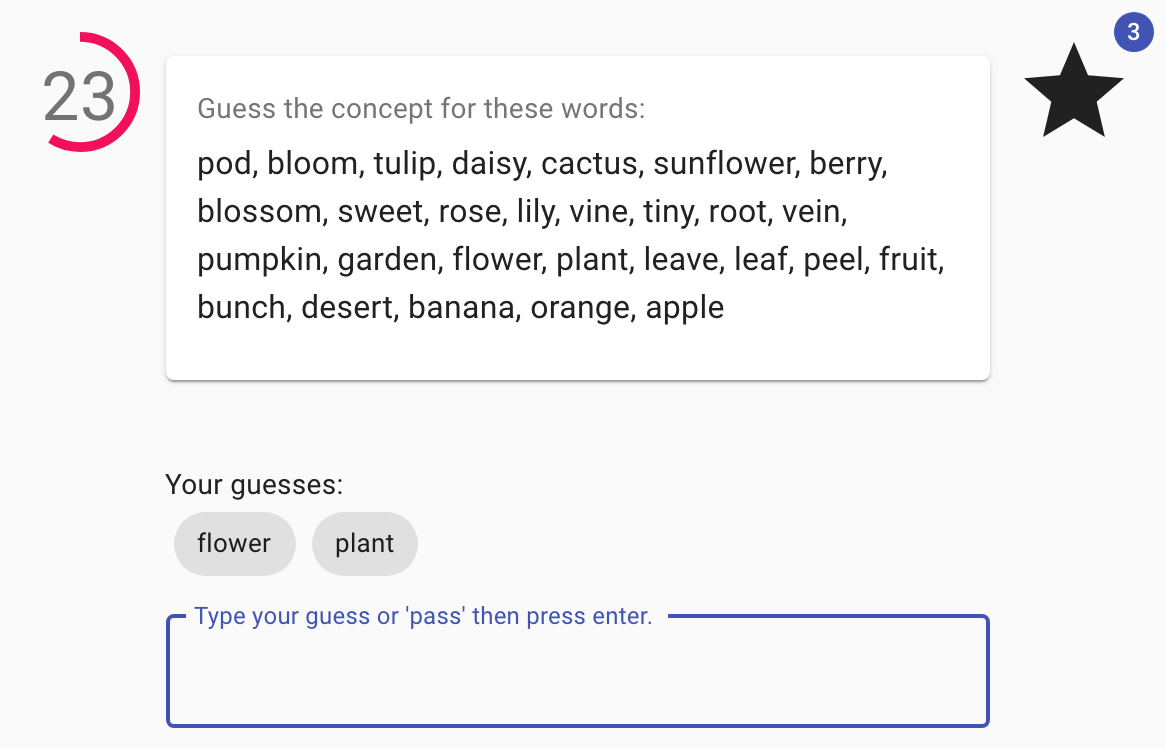 23
3
Guess the concept for these words:
pod, bloom, tulip, daisy, cactus, sunflower, berry,
blossom, sweet, rose, lily, vine, tiny, root, vein,
pumpkin, garden, flower, plant, leave, leaf, peel, fruit,
bunch, desert, banana, orange, apple
Your guesses:
flower plant
Type your guess or 'pass' then press enter.